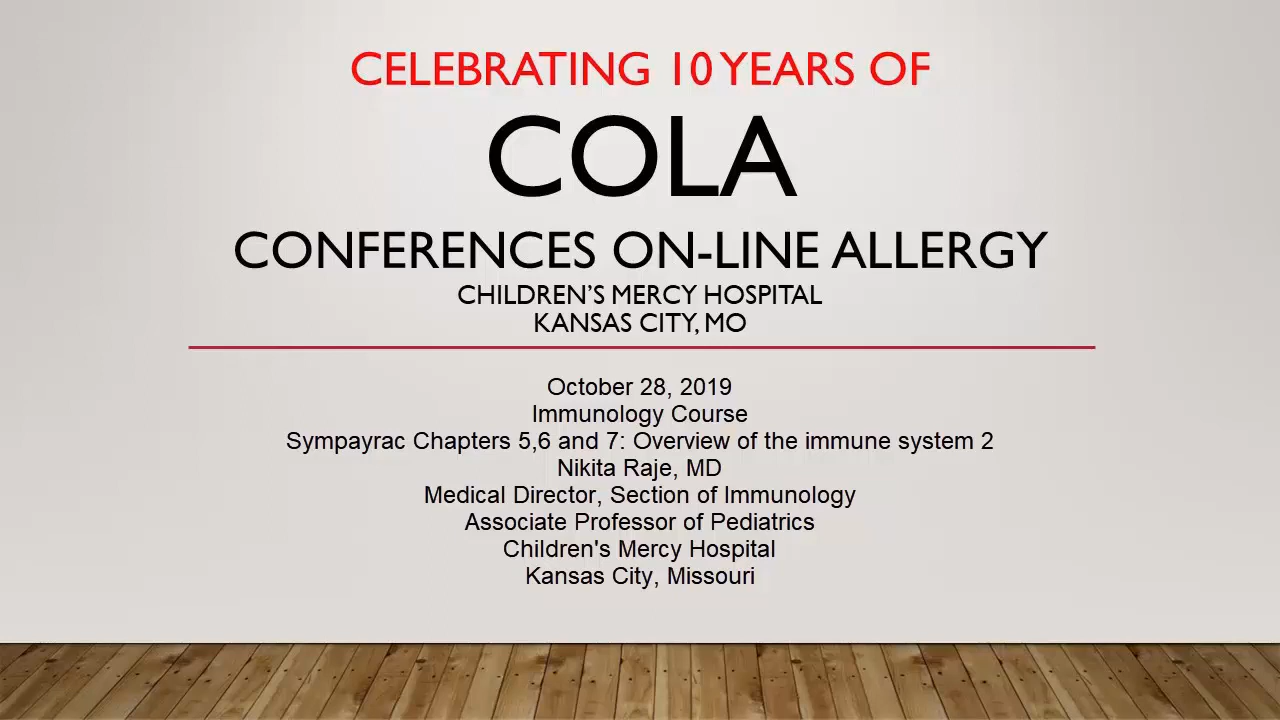 CELEBRATING 10 YEARS OF
COLA
CONFERENCES ON-LINE ALLERGY
CHILDREN'S MERCY HOSPITAL
KANSAS CITY, MO
October 28, 2019
Immunology Course
Sympayrac Chapters 5,6 and 7: Overview of the immune system 2
Nikita Raje, MD
Medical Director, Section of Immunology
Associate Professor of Pediatrics
Children's Mercy Hospital
Kansas City, Missouri